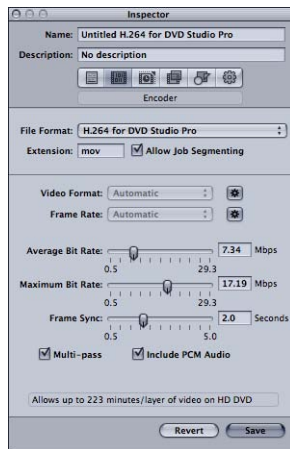 Inspector
Name: Untitled H.264 for DVD Studio Pro
Description: No description
Encoder
File Format: H.264 for DVD Studio Pro
Extension: mov Allow Job Segmenting
Video Format: Automatic
Frame Rate: Automatic
Average Bit Rate: 7.34 Mbps
0.5 29.3
Maximum Bit Rate: 17.19 Mbps
0.5 29.3
Frame Sync: 2.0 Seconds
0.5 5.0
Multi-pass Include PCM Audio
Allows up to 223 minutes/layer of video on HD DVD
Revert Save